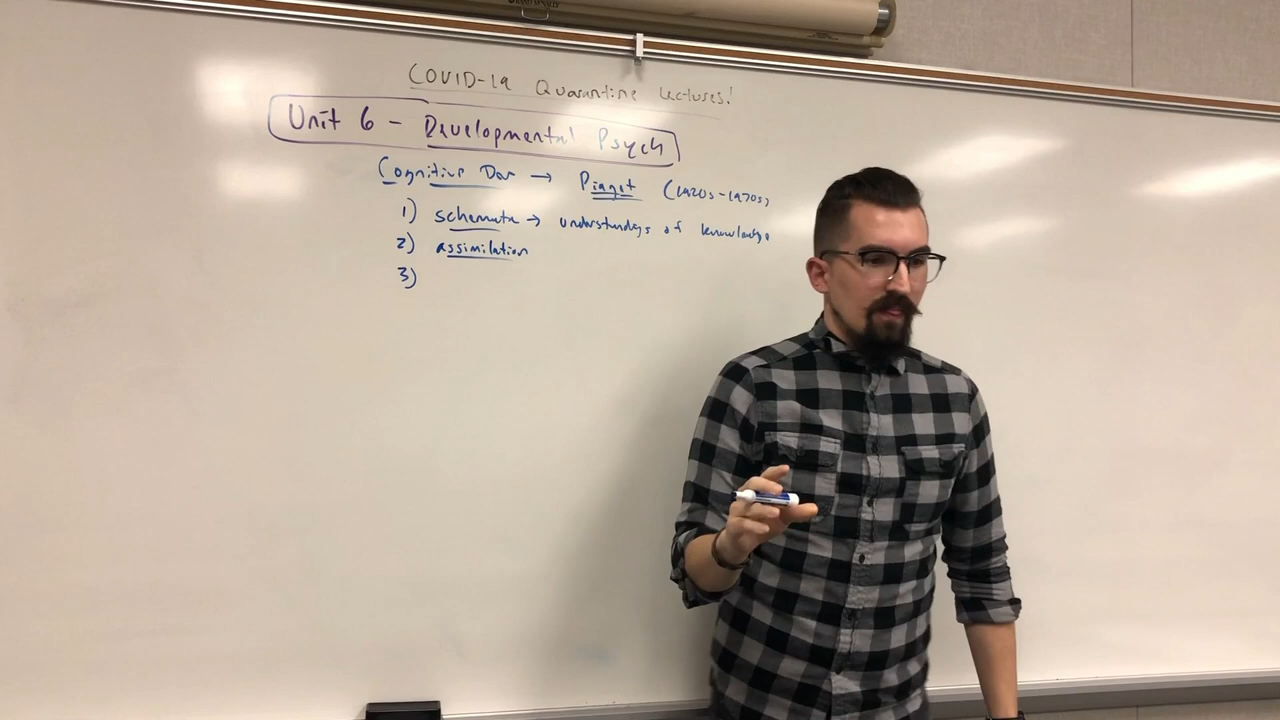 COVID-19 Quarantine Lectures!
Unit 6 - Developmental Psych
Cognitive Dev → Piaget (1920s-1970s)
1) schemata → understandings of knowledge
2) assimilation
3)